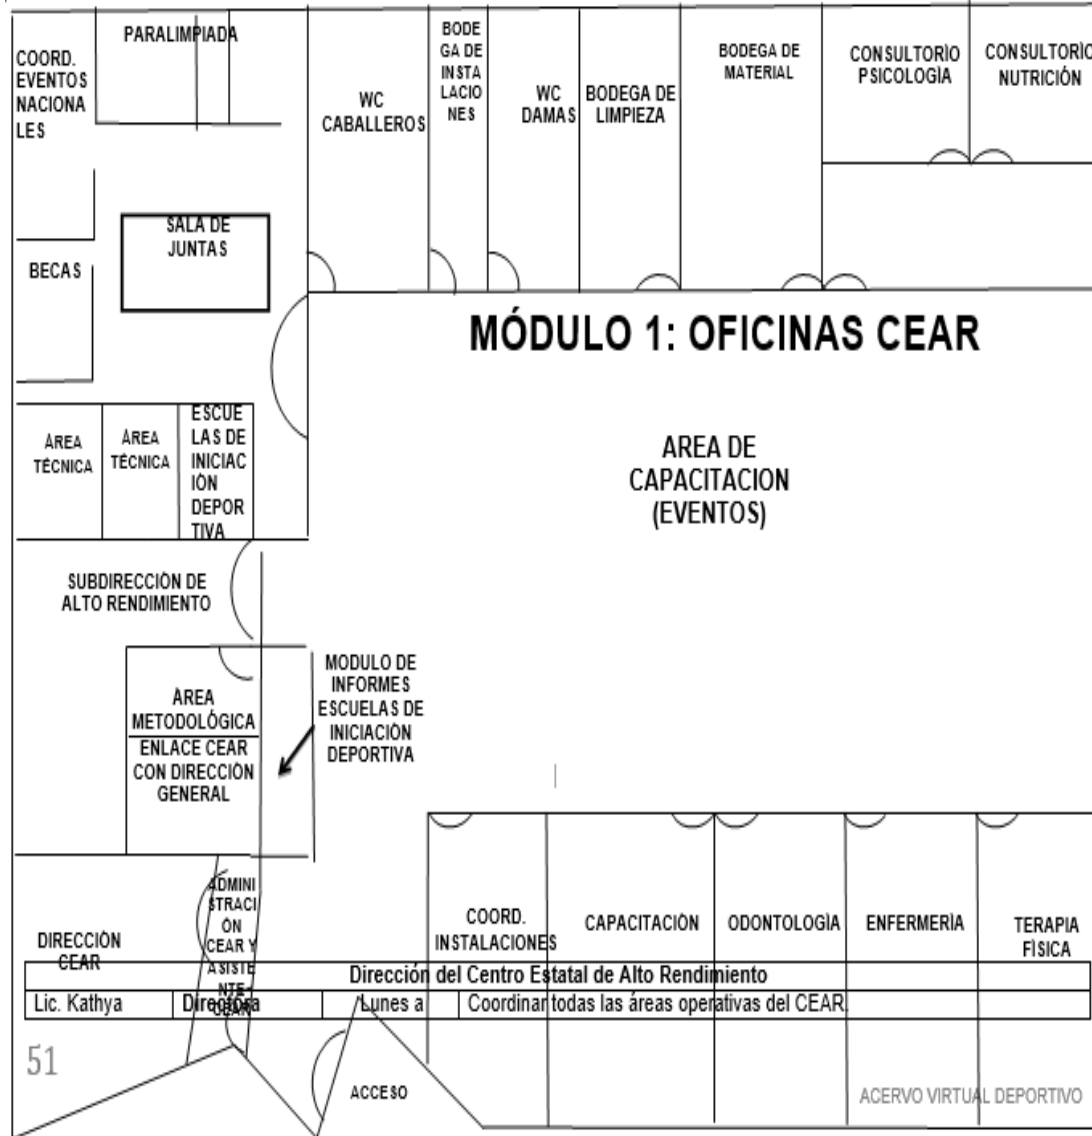 PARALIMPIADA
COORD.
EVENTOS
NACIONA
LES
WC
CABALLEROS
BODE
GA DE
INSTA
LACIO
NES
WC
DAMAS
BODEGA DE
LIMPIEZA
BODEGA DE
MATERIAL
CONSULTORIO
PSICOLOGÍA
CONSULTORIO
NUTRICIÓN
SALA DE
JUNTAS
BECAS
MÓDULO 1: OFICINAS CEAR
ÁREA
TÉCNICA
ÁREA
TÉCNICA
ESCUE
LAS DE
INICIAC
IÓN
DEPOR
TIVA
AREA DE
CAPACITACION
(EVENTOS)
SUBDIRECCIÓN DE
ALTO RENDIMIENTO
ÁREA
METODOLÓGICA
ENLACE CEAR
CON DIRECCIÓN
GENERAL
MODULO DE
INFORMES
ESCUELAS DE
INICIACIÓN
DEPORTIVA
DIRECCIÓN
CEAR
ADMINI
STRACI
ÓN
CEAR Y
ASISTE
NTE
CEAR
COORD.
INSTALACIONES
CAPACITACIÓN
ODONTOLOGÍA
ENFERMERÍA
TERAPIA
FÍSICA
Dirección del Centro Estatal de Alto Rendimiento
Lic. Kathya
Directora
Lunes a
Coordinar todas las áreas operativas del CEAR.
51
ACCESO
ACERVO VIRTUAL DEPORTIVO